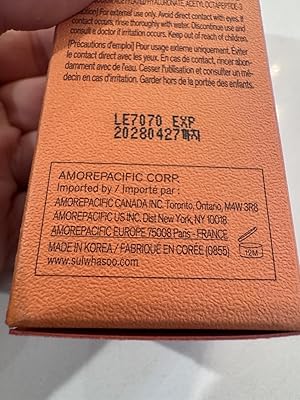 HYALURONATE, ACETYL OCTAPEPTIDE-3
For external use only. Avoid direct contact with eyes. If
contact occurs, rinse thoroughly with water. Discontinue use and
consult a doctor if irritation occurs. Keep out of reach of children.
[Précautions d'emploi] Pour usage externe uniquement. Eviter
le contact direct avec les yeux. En cas de contact, rincer abon-
damment avec de l'eau. Cesser l'utilisation et consulter un mé-
decin en cas d'irritation. Garder hors de la portée des enfants.
LE7070 EXP
20280427까지
AMOREPACIFIC CORP.
Imported by / Importé par :
AMOREPACIFIC CANADA INC. Toronto, Ontario, M4W 3R8
AMOREPACIFIC US INC. Dist New York, NY 10018
AMOREPACIFIC EUROPE 75008 Paris - FRANCE
MADE IN KOREA / FABRIQUÉ EN CORÉE (0855)
www.sulwhasoo.com
12M